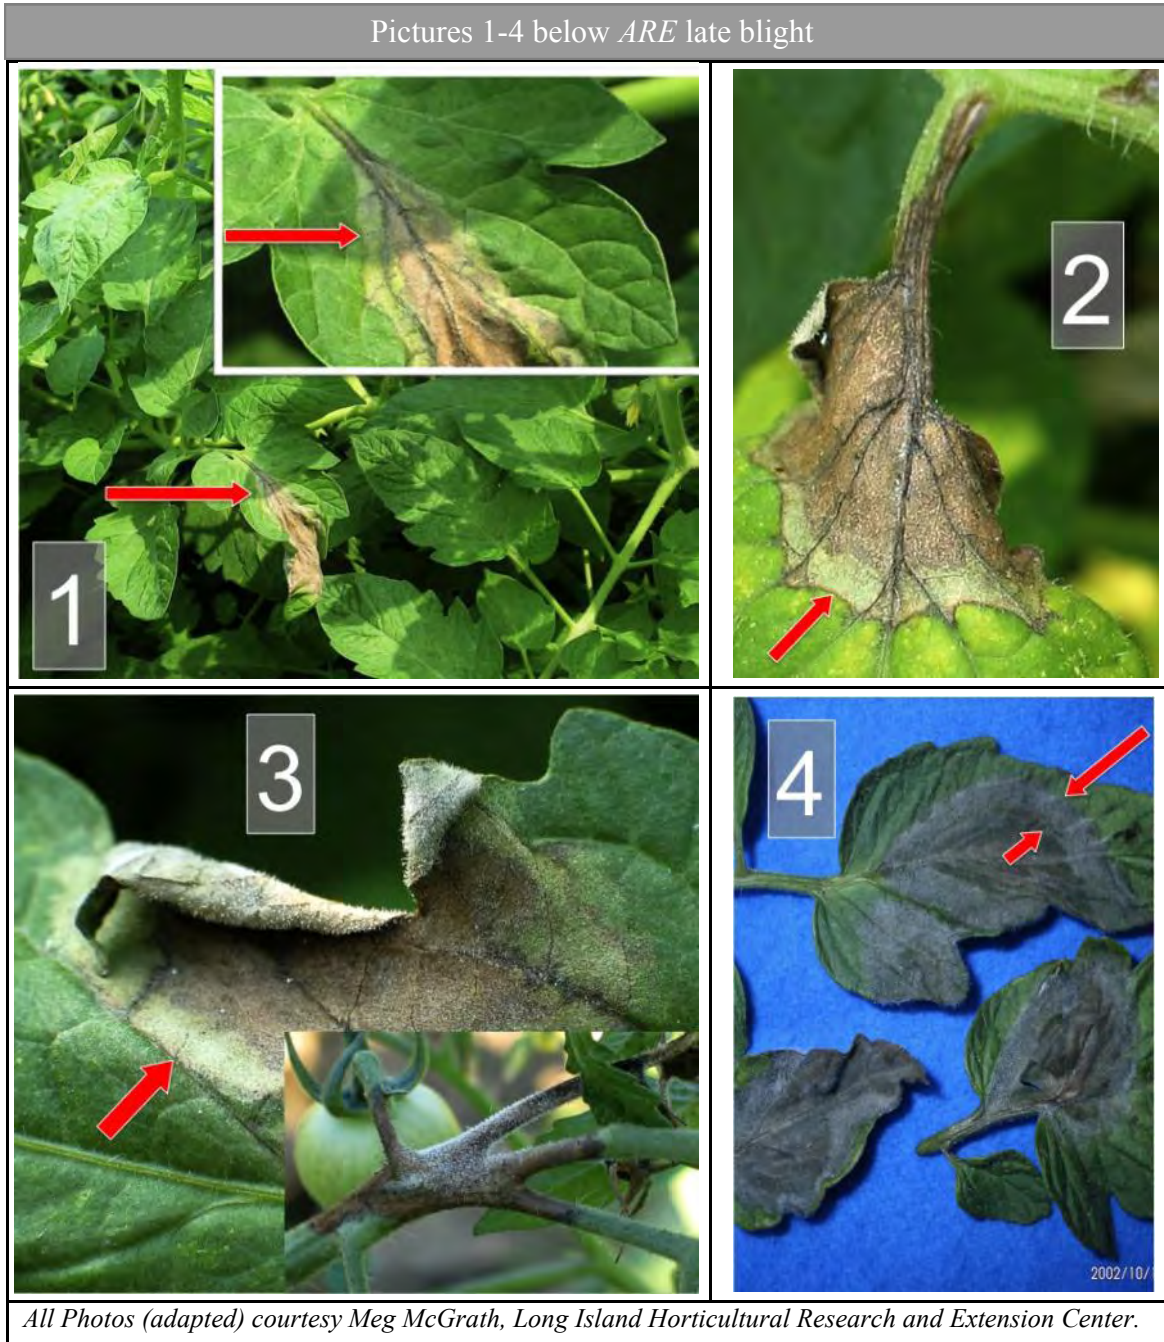 Pictures 1-4 below ARE late blight
1
2
3
4
2002/10/
All Photos (adapted) courtesy Meg McGrath, Long Island Horticultural Research and Extension Center.